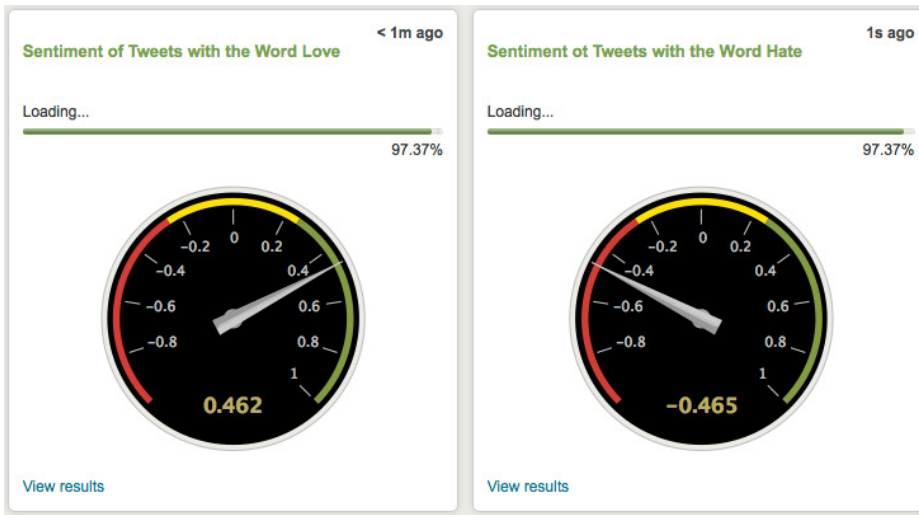 < 1m ago
Sentiment of Tweets with the Word Love
Loading...
97.37%
−0.2 0 0.2
−0.4 0.4
−0.6 0.6
−0.8 0.8
1
0.462
View results
1s ago
Sentiment ot Tweets with the Word Hate
Loading...
97.37%
−0.2 0 0.2
−0.4 0.4
−0.6 0.6
−0.8 0.8
1
−0.465
View results